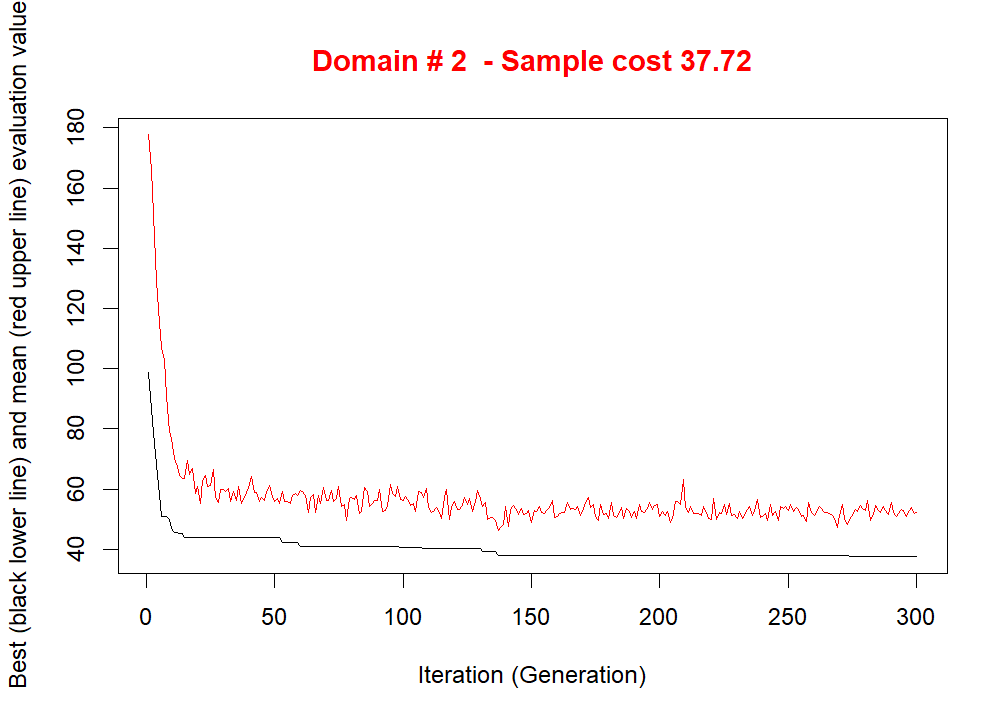 Domain # 2  - Sample cost 37.72
Best (black lower line) and mean (red upper line) evaluation value
180
160
140
120
100
80
60
40
0 50 100 150 200 250 300
Iteration (Generation)